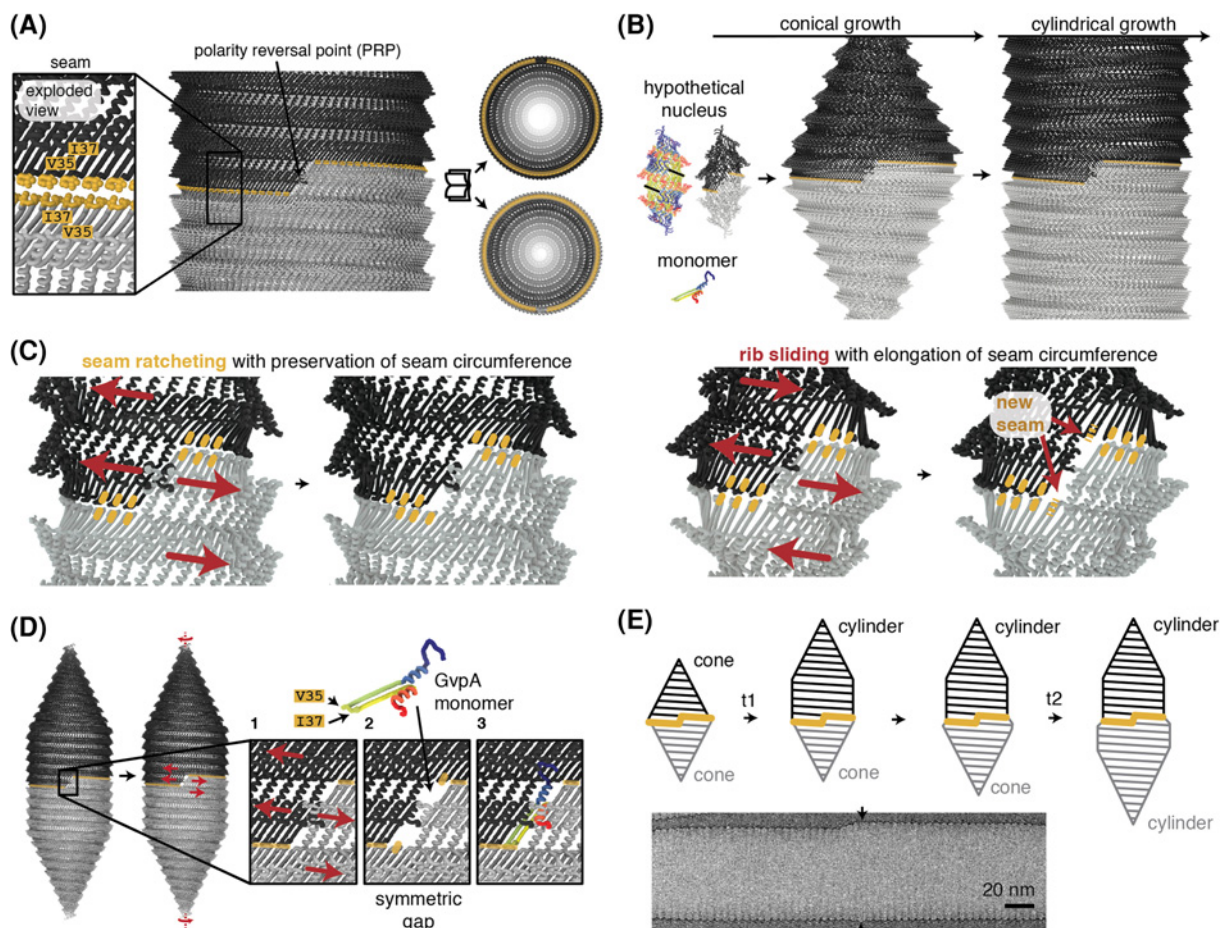 (A)
polarity reversal point (PRP)
seam
exploded
view
I37
V35
I37
V35
(B)
conical growth
cylindrical growth
hypothetical
nucleus
monomer
(C)
seam ratcheting with preservation of seam circumference
rib sliding with elongation of seam circumference
new
seam
(D)
V35
I37
GvpA
monomer
1
2
3
symmetric
gap
(E)
cone
cone
t1
cylinder
cone
cylinder
cone
t2
cylinder
cylinder
20 nm